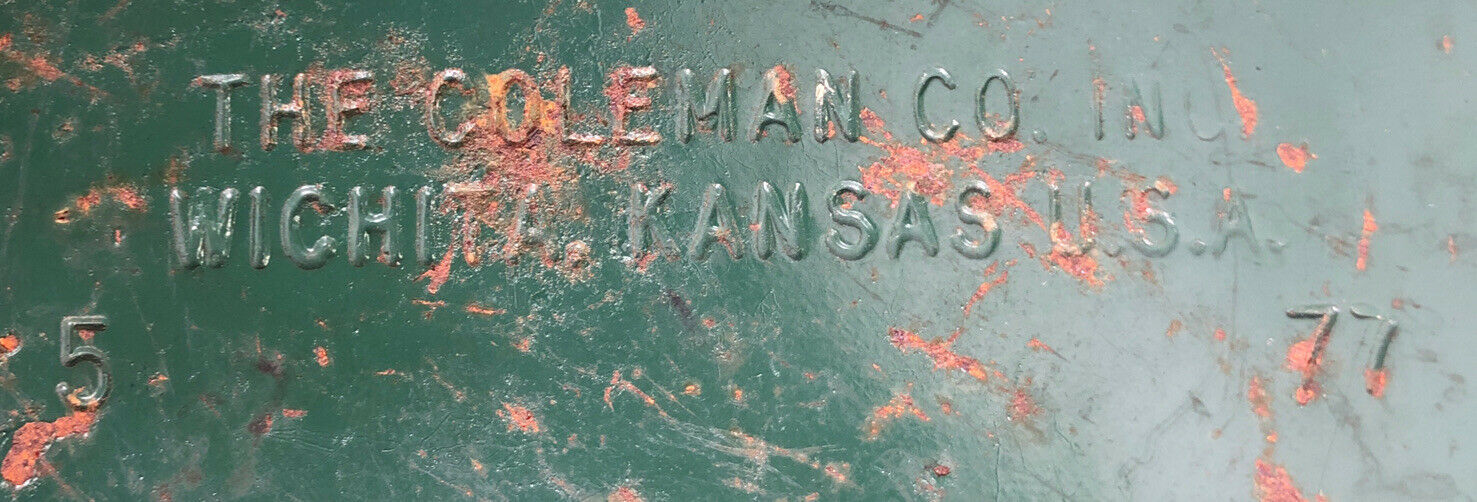 THE COLEMAN CO. INC
WICHITA, KANSAS U.S.A.
5 77